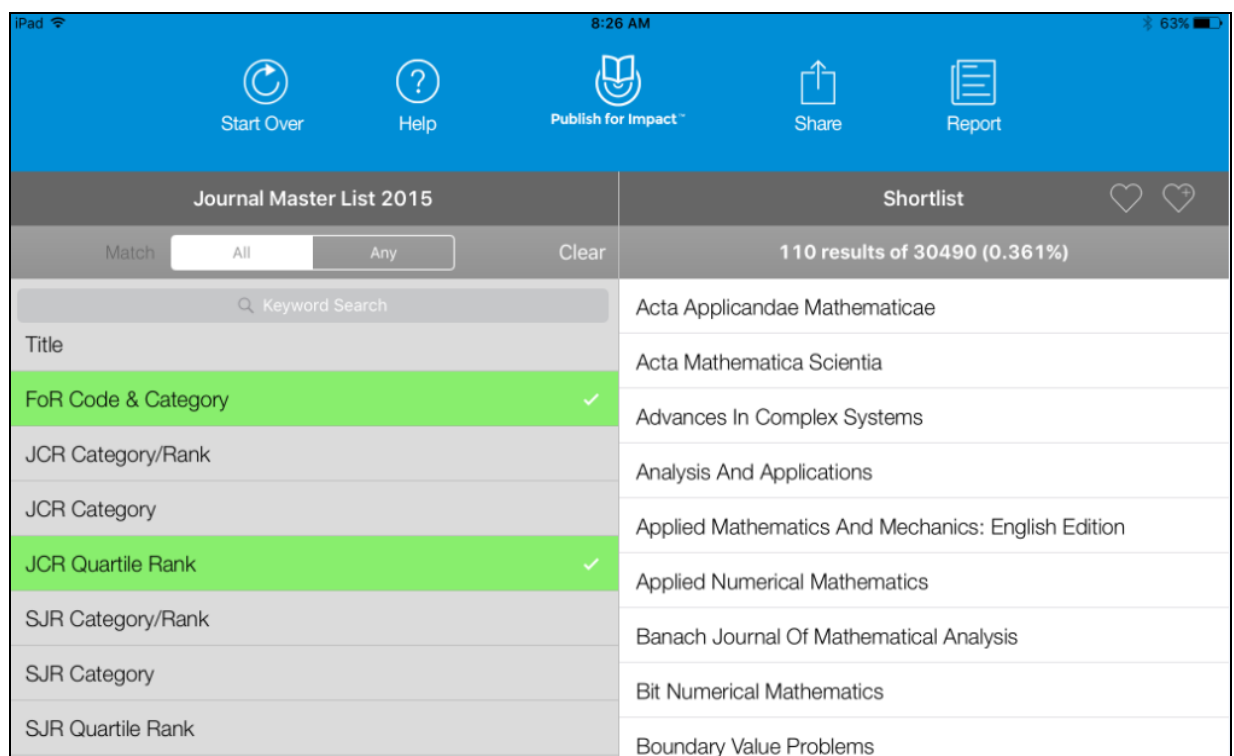 iPad 8:26 AM 63%
Start Over Help Publish for Impact™ Share Report
Journal Master List 2015
Match All Any Clear
Keyword Search
Title
FoR Code & Category
JCR Category/Rank
JCR Category
JCR Quartile Rank
SJR Category/Rank
SJR Category
SJR Quartile Rank
Shortlist
110 results of 30490 (0.361%)
Acta Applicandae Mathematicae
Acta Mathematica Scientia
Advances In Complex Systems
Analysis And Applications
Applied Mathematics And Mechanics: English Edition
Applied Numerical Mathematics
Banach Journal Of Mathematical Analysis
Bit Numerical Mathematics
Boundary Value Problems